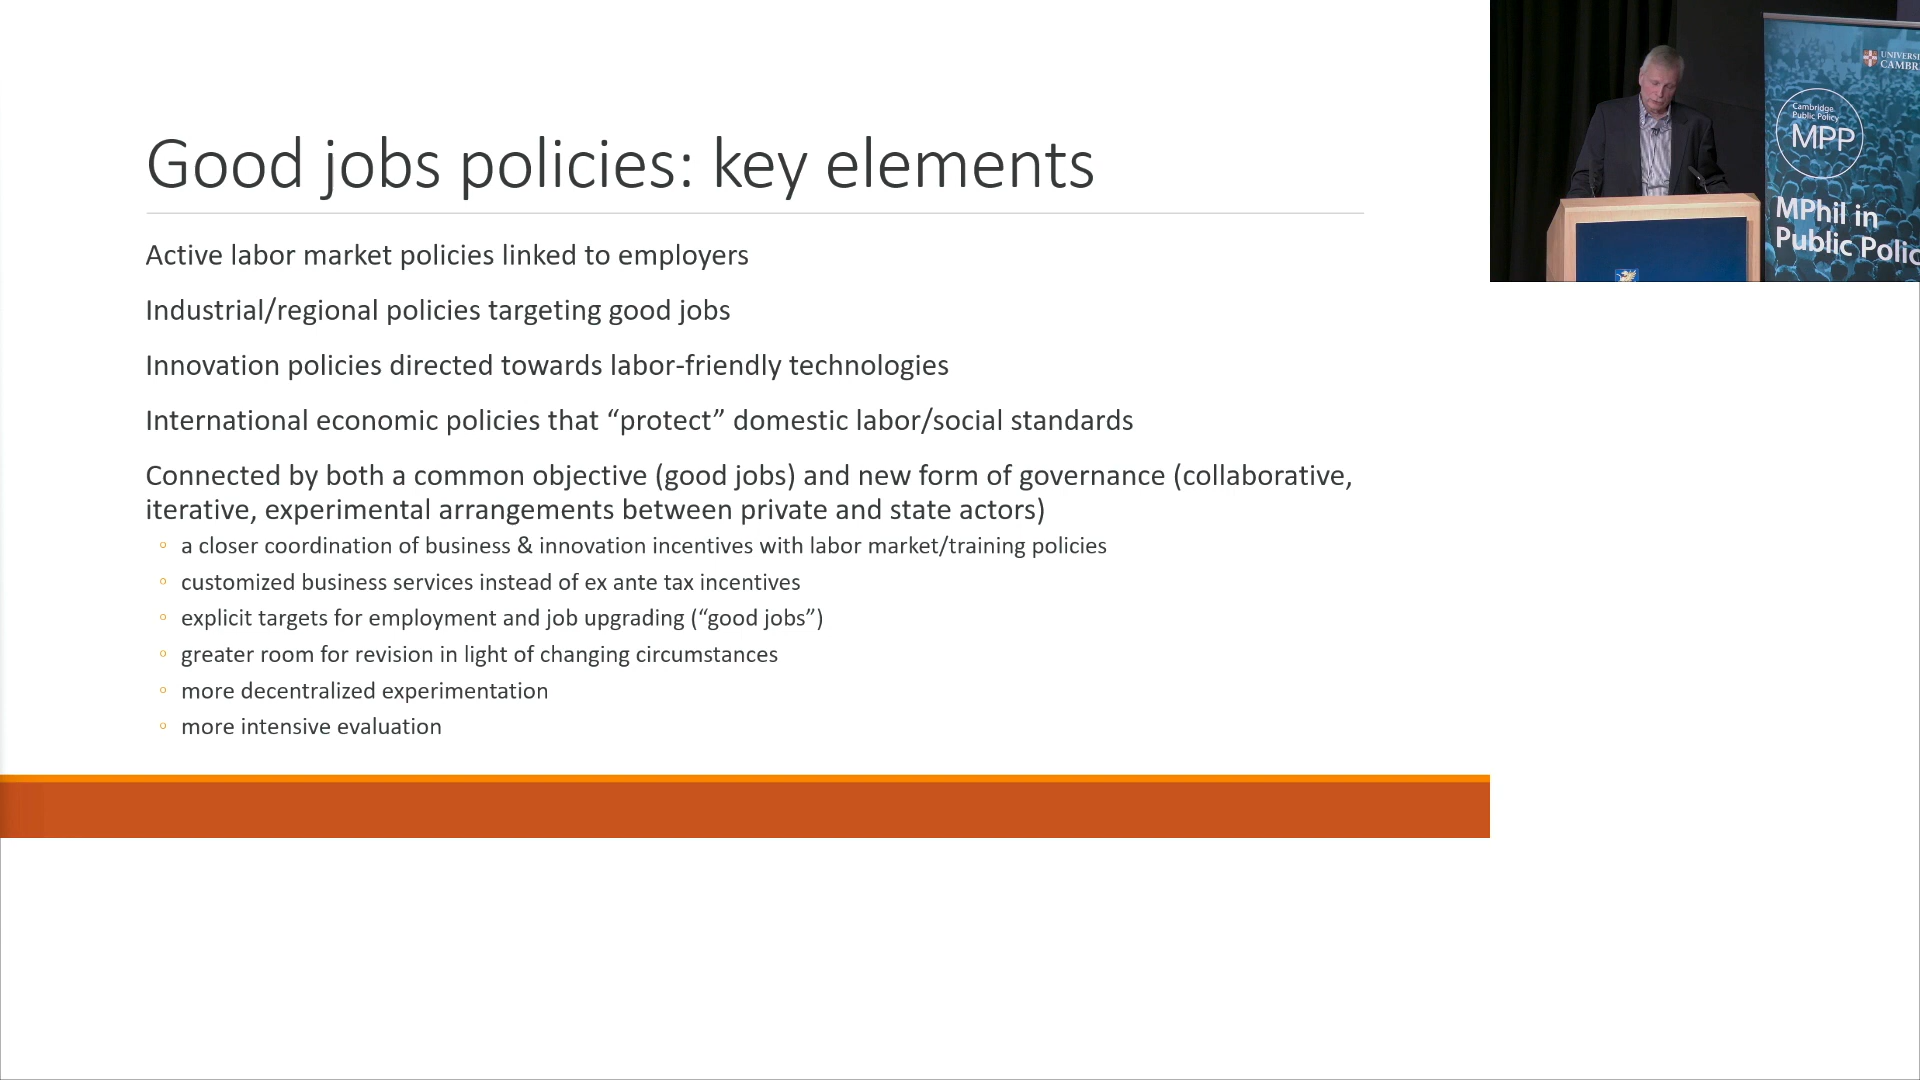 Good jobs policies: key elements
Active labor market policies linked to employers
Industrial/regional policies targeting good jobs
Innovation policies directed towards labor-friendly technologies
International economic policies that “protect” domestic labor/social standards
Connected by both a common objective (good jobs) and new form of governance (collaborative,
iterative, experimental arrangements between private and state actors)
◦ a closer coordination of business & innovation incentives with labor market/training policies
◦ customized business services instead of ex ante tax incentives
◦ explicit targets for employment and job upgrading (“good jobs”)
◦ greater room for revision in light of changing circumstances
◦ more decentralized experimentation
◦ more intensive evaluation
UNIVERSI
CAMBR
Cambridge
Public Policy
MPP
MPhil in
Public Polic